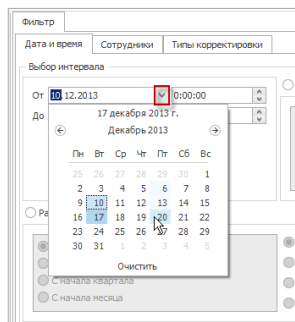 Фильтр
Дата и время Сотрудники Типы корректировки
Выбор интервала
От 10.12.2013 0:00:00
До
17 декабря 2013 г.
Декабрь 2013
Пн Вт Ср Чт Пт Сб Вс
25 26 27 28 29 30 1
2 3 4 5 6 7 8
9 10 11 12 13 14 15
16 17 18 19 20 21 22
23 24 25 26 27 28 29
30 31 1 2 3 4 5
Ра
Очистить
С начала квартала
С начала месяца